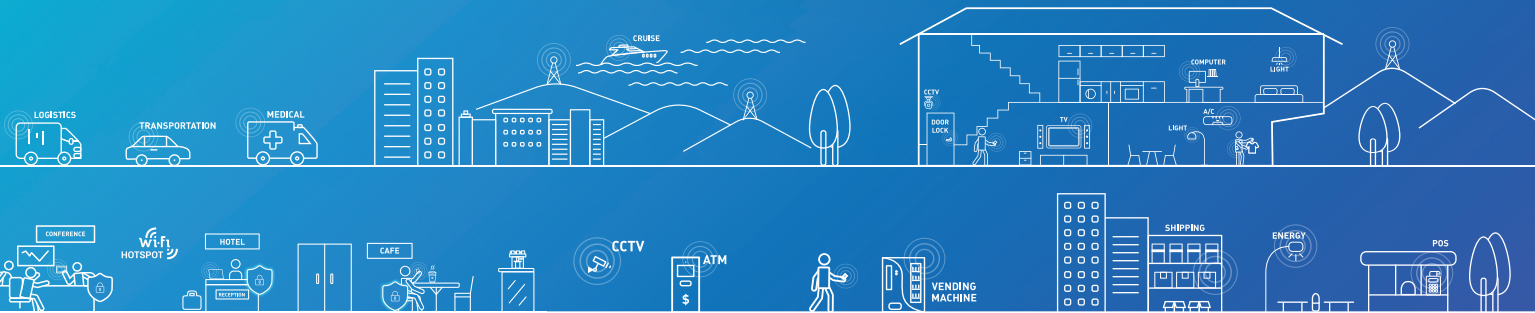 CRUISE
COMPUTER
LIGHT
CCTV
LOGISTICS
TRANSPORTATION
MEDICAL
A/C
TV
DOOR
LOCK
LIGHT
CONFERENCE
Wi-Fi
HOTSPOT
HOTEL
RECEPTION
CAFE
CCTV
ATM
$
VENDING
MACHINE
SHIPPING
ENERGY
POS